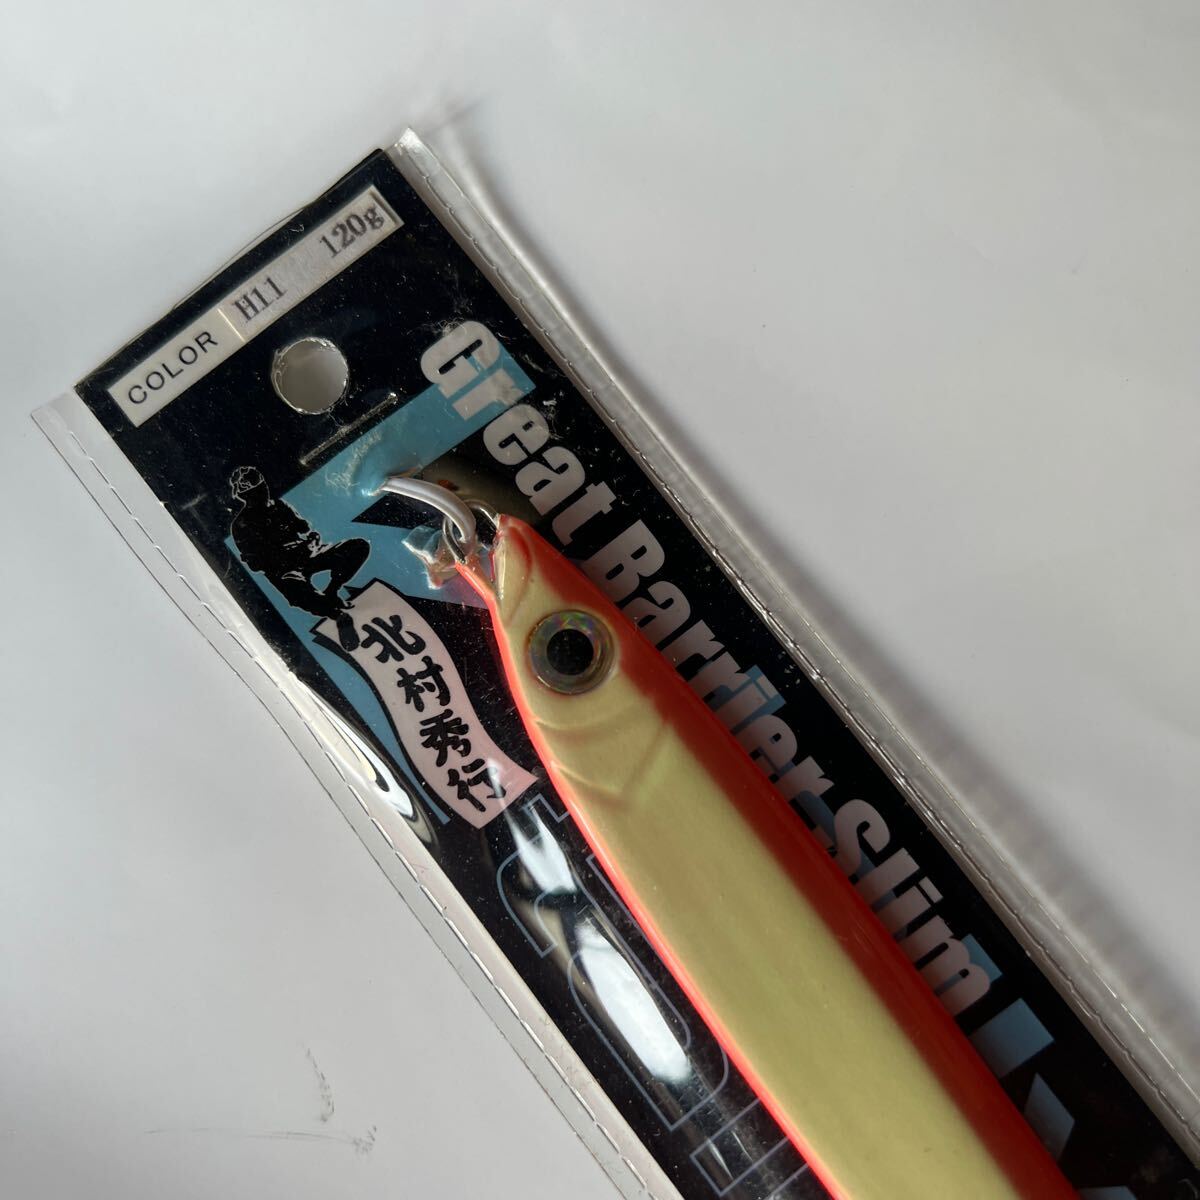 COLOR H11 120g
Great Barrier Slim
北村秀行